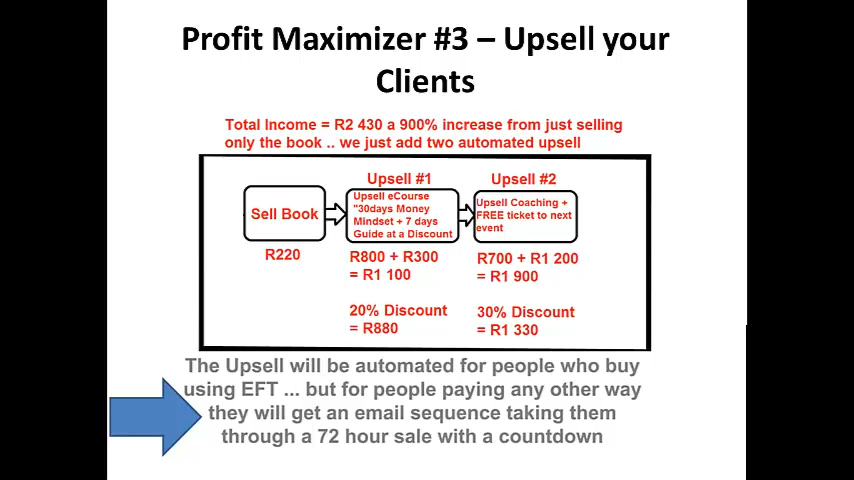 Profit Maximizer #3 – Upsell your
Clients
Total Income = R2 430 a 900% increase from just selling
only the book .. we just add two automated upsell
Upsell #1
Upsell #2
Sell Book
Upsell eCourse
"30days Money
Mindset + 7 days
Guide at a Discount
Upsell Coaching +
FREE ticket to next
event
R220
R800 + R300
= R1 100
R700 + R1 200
= R1 900
20% Discount
= R880
30% Discount
= R1 330
The Upsell will be automated for people who buy
using EFT ... but for people paying any other way
they will get an email sequence taking them
through a 72 hour sale with a countdown